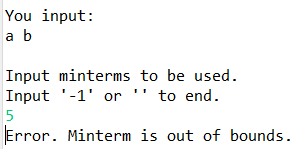 You input:
a b
Input minterms to be used.
Input '-1' or '' to end.
5
Error. Minterm is out of bounds.